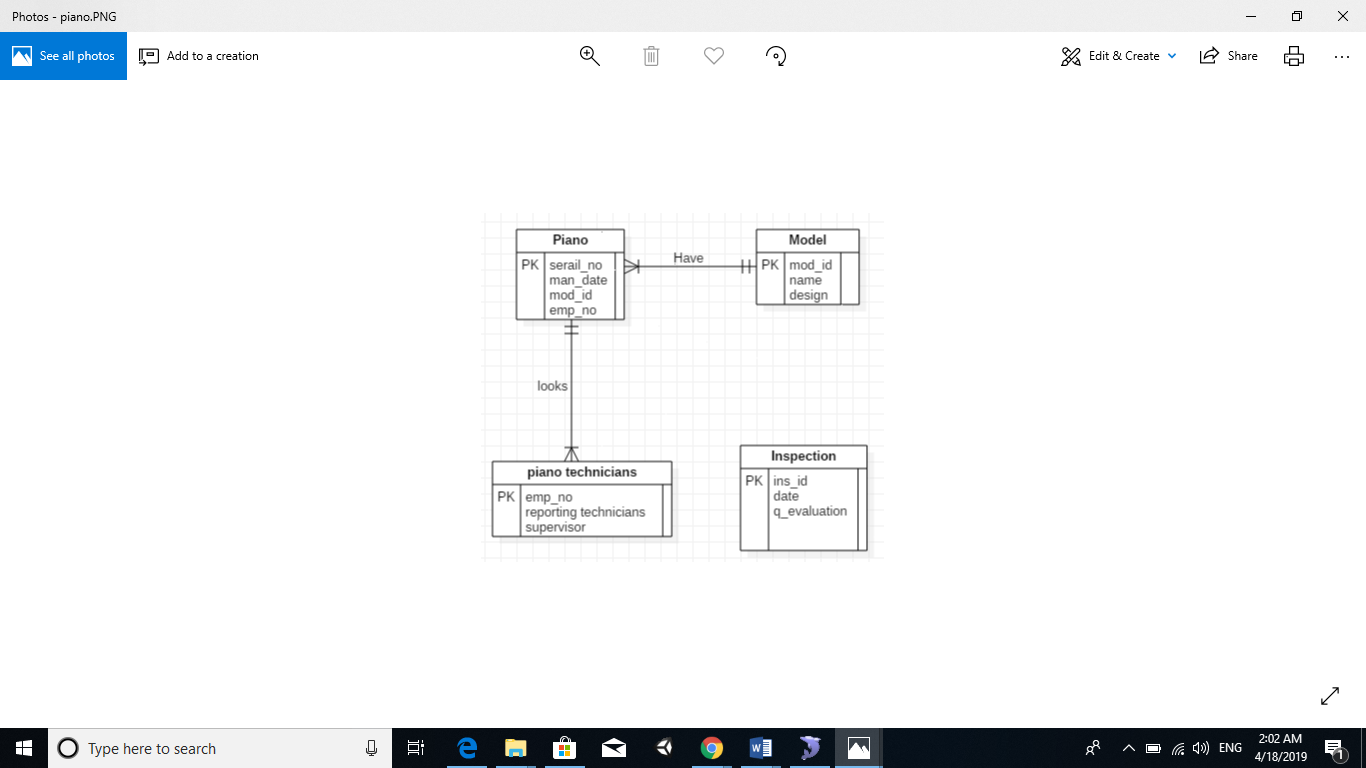 Photos - piano.PNG
See all photos
Add to a creation
Edit & Create
Share
Piano
PK serail_no
man_date
mod_id
emp_no
Have
Model
PK mod_id
name
design
looks
piano technicians
PK emp_no
reporting technicians
supervisor
Inspection
PK ins_id
date
q_evaluation
Type here to search
ENG
2:02 AM
4/18/2019
1